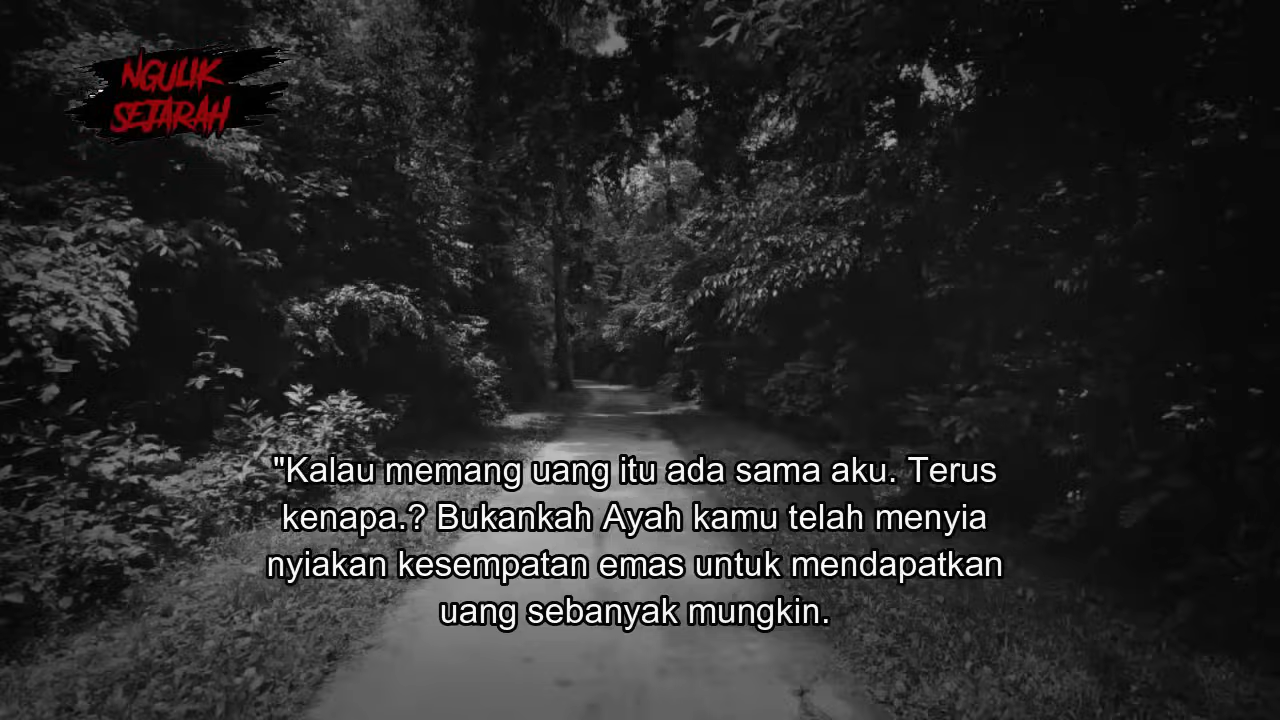 NGULIK
SEJARAH
"Kalau memang uang itu ada sama aku. Terus
kenapa.? Bukankah Ayah kamu telah menyia
nyiakan kesempatan emas untuk mendapatkan
uang sebanyak mungkin.